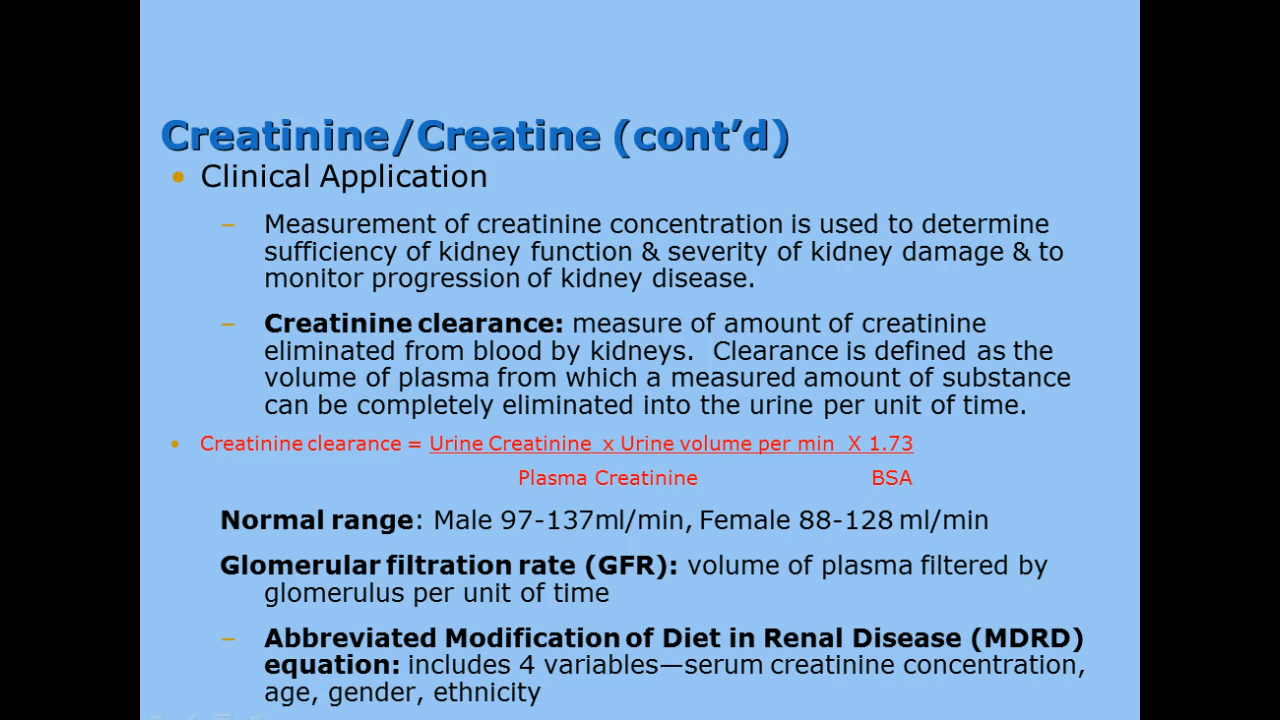 Creatinine/Creatine (cont’d)
• Clinical Application
– Measurement of creatinine concentration is used to determine
sufficiency of kidney function & severity of kidney damage & to
monitor progression of kidney disease.
– Creatinine clearance: measure of amount of creatinine
eliminated from blood by kidneys.  Clearance is defined as the
volume of plasma from which a measured amount of substance
can be completely eliminated into the urine per unit of time.
• Creatinine clearance = Urine Creatinine  x Urine volume per min  X 1.73
Plasma Creatinine BSA
Normal range: Male 97-137ml/min, Female 88-128 ml/min
Glomerular filtration rate (GFR): volume of plasma filtered by
glomerulus per unit of time
– Abbreviated Modification of Diet in Renal Disease (MDRD)
equation: includes 4 variables—serum creatinine concentration,
age, gender, ethnicity